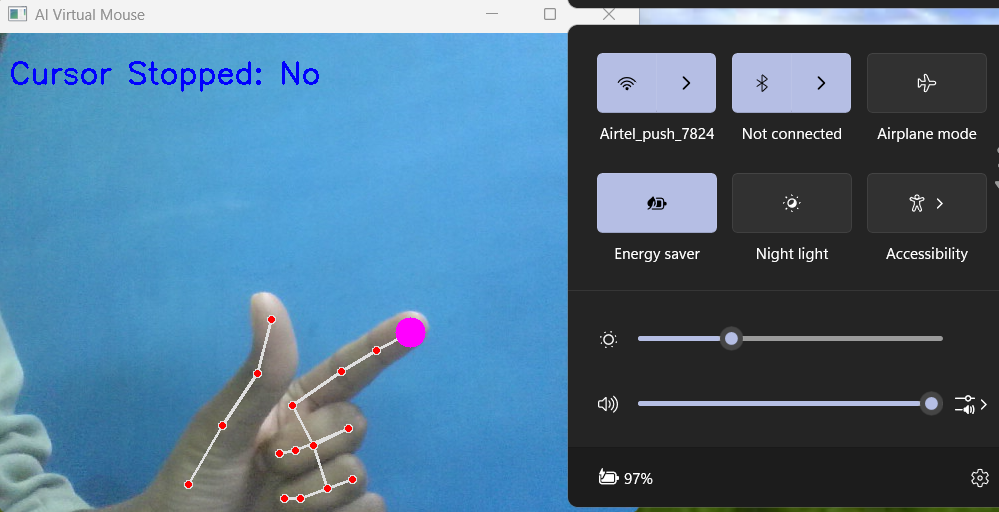 AI Virtual Mouse
Cursor Stopped: No
Airtel_push_7824
Not connected
Airplane mode
Energy saver
Night light
Accessibility
97%